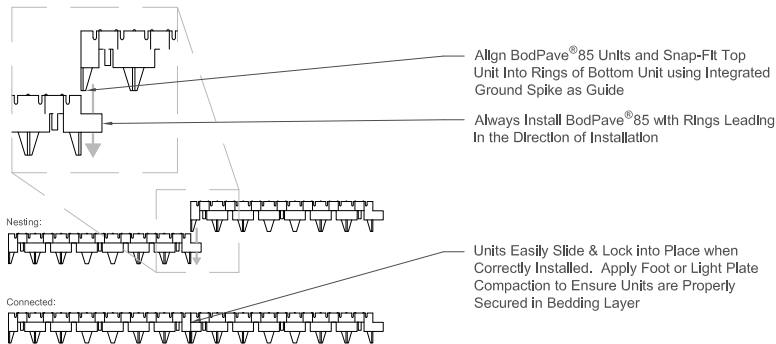 Align BodPave®85 Units and Snap-Fit Top
Unit Into Rings of Bottom Unit using Integrated
Ground Spike as Guide
Always Install BodPave®85 with Rings Leading
in the Direction of Installation
Nesting:
Units Easily Slide & Lock into Place when
Correctly Installed. Apply Foot or Light Plate
Compaction to Ensure Units are Properly
Secured in Bedding Layer
Connected: